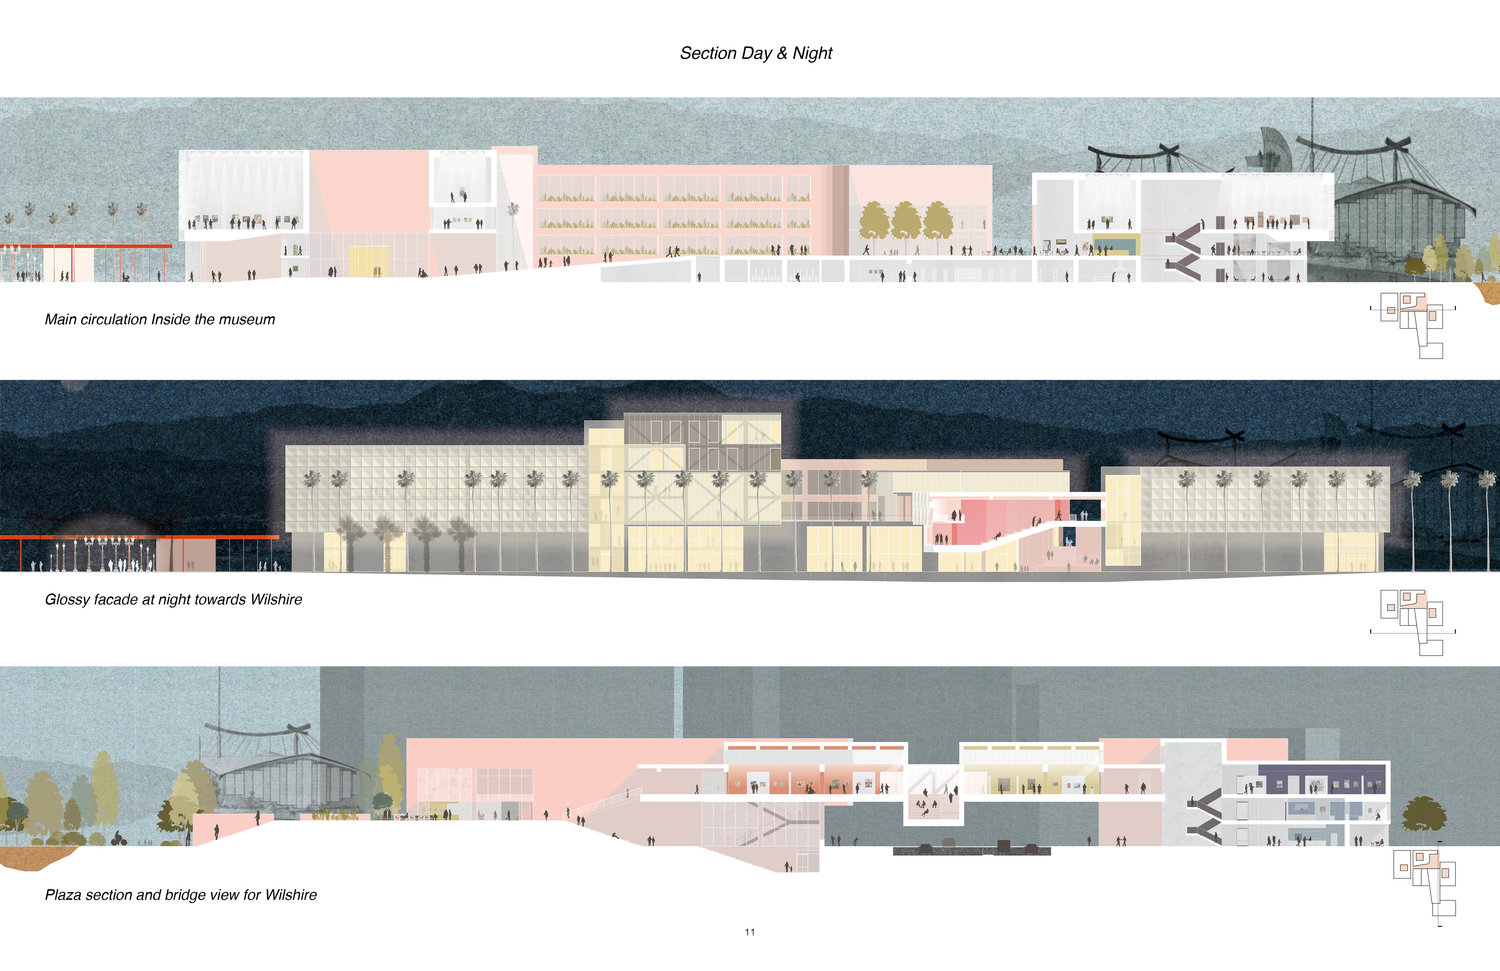 Section Day & Night
Main circulation Inside the museum
Glossy facade at night towards Wilshire
Plaza section and bridge view for Wilshire
11